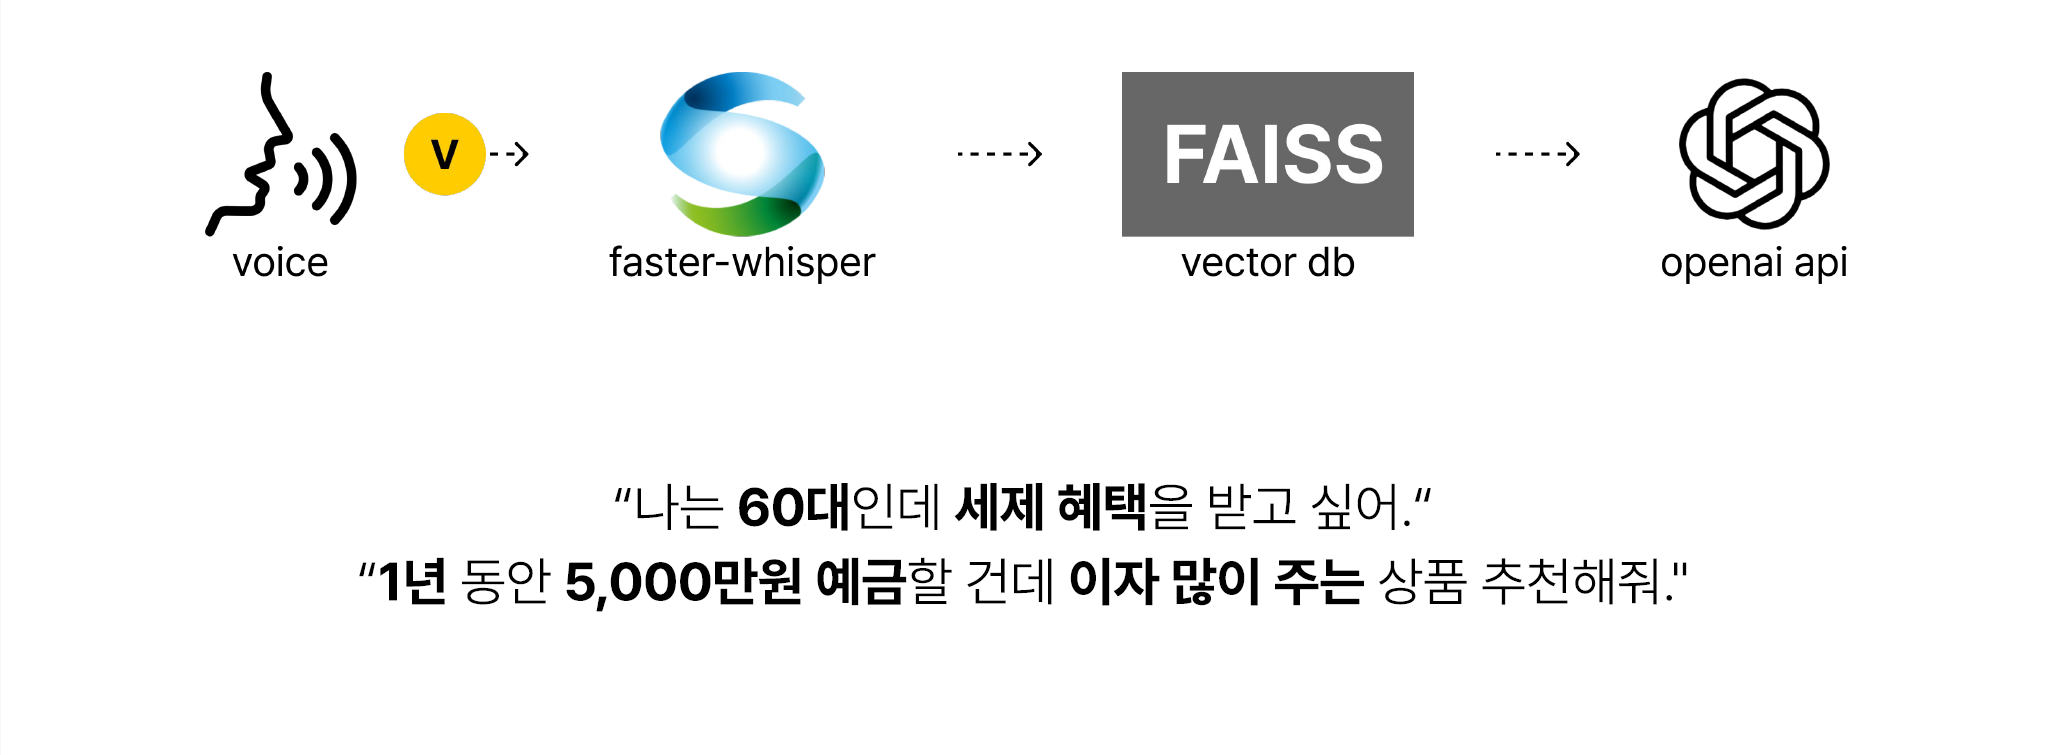 V
FAISS
voice
faster-whisper
vector db
openai api
“나는 60대인데 세제 혜택을 받고 싶어.“
“1년 동안 5,000만원 예금할 건데 이자 많이 주는 상품 추천해줘."